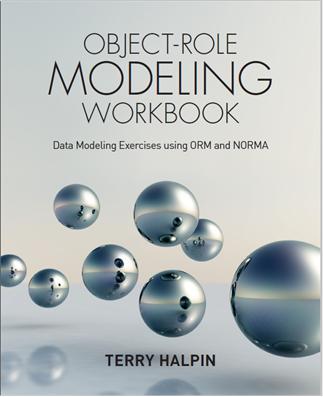 OBJECT-ROLE
MODELING
WORKBOOK
Data Modeling Exercises using ORM and NORMA
TERRY HALPIN